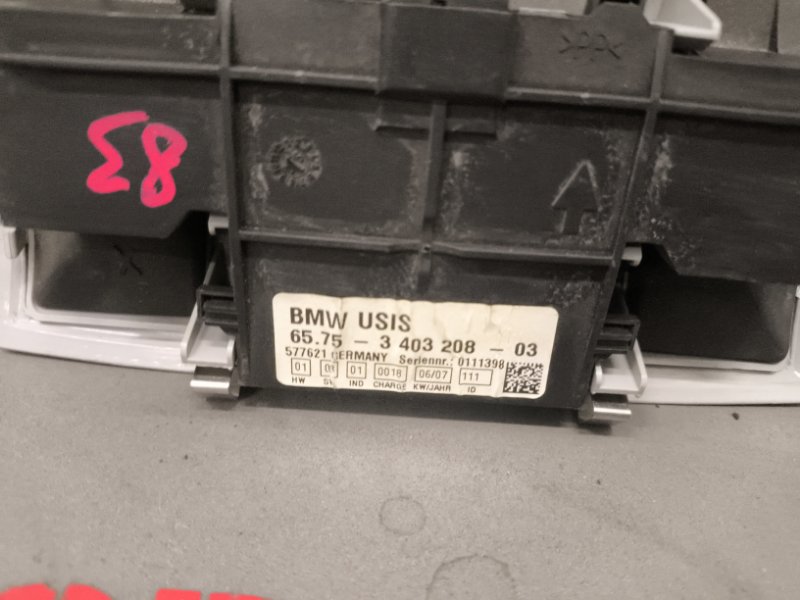 83
BMW USIS
65.75 - 3 403 208 - 03
577621 GERMANY Seriennr.: 0111398
01 01 0018 06/07 111
HW IND CHARGE KW/JAHR ID